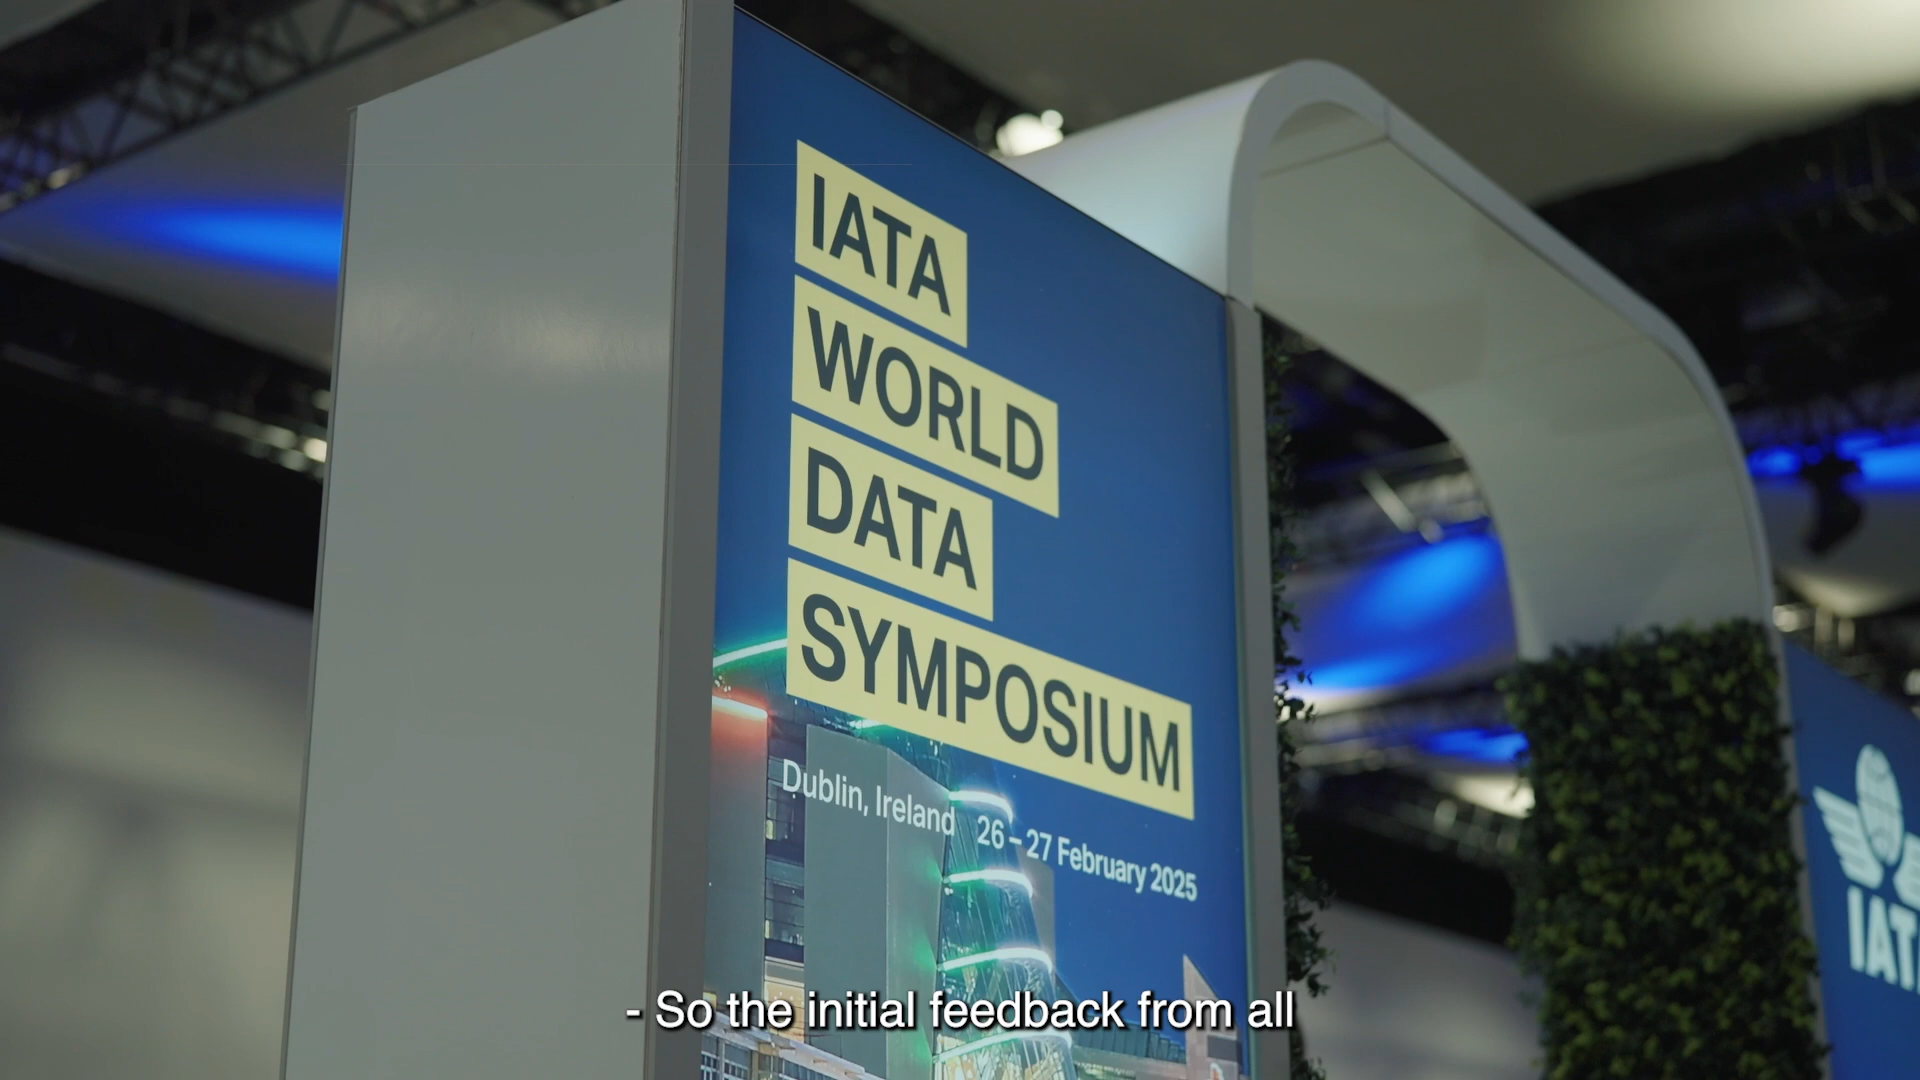 IATA
WORLD
DATA
SYMPOSIUM
Dublin, Ireland 26 – 27 February 2025
IATA
- So the initial feedback from all